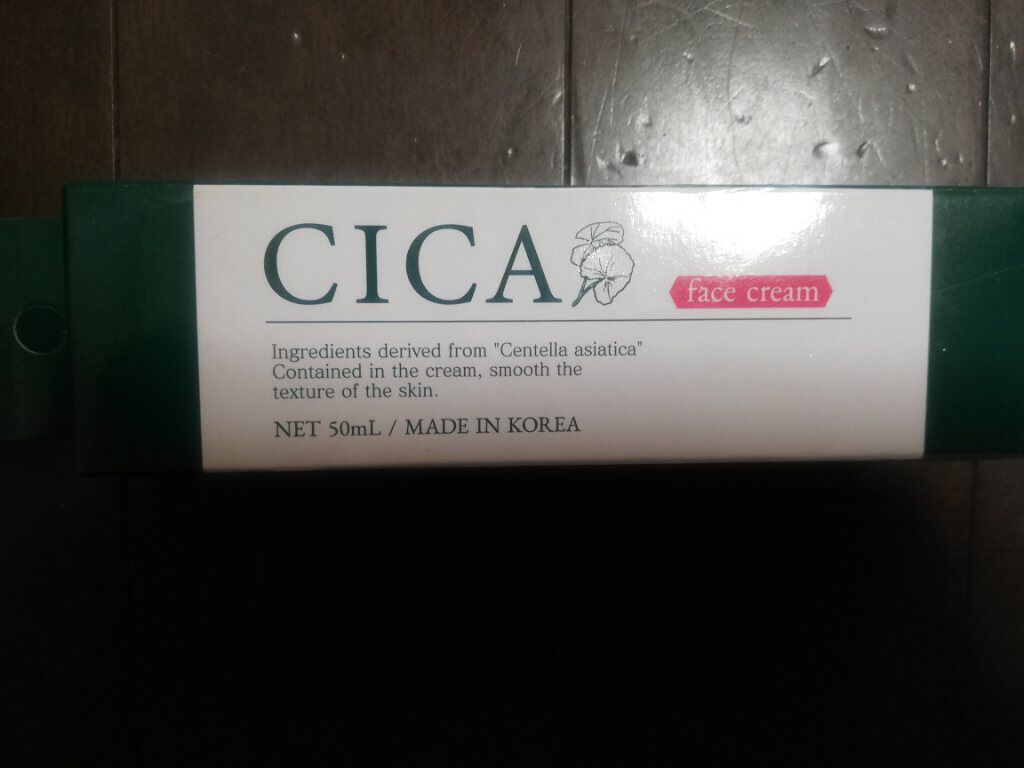 CICA
face cream
Ingredients derived from "Centella asiatica"
Contained in the cream, smooth the
texture of the skin.
NET 50mL / MADE IN KOREA